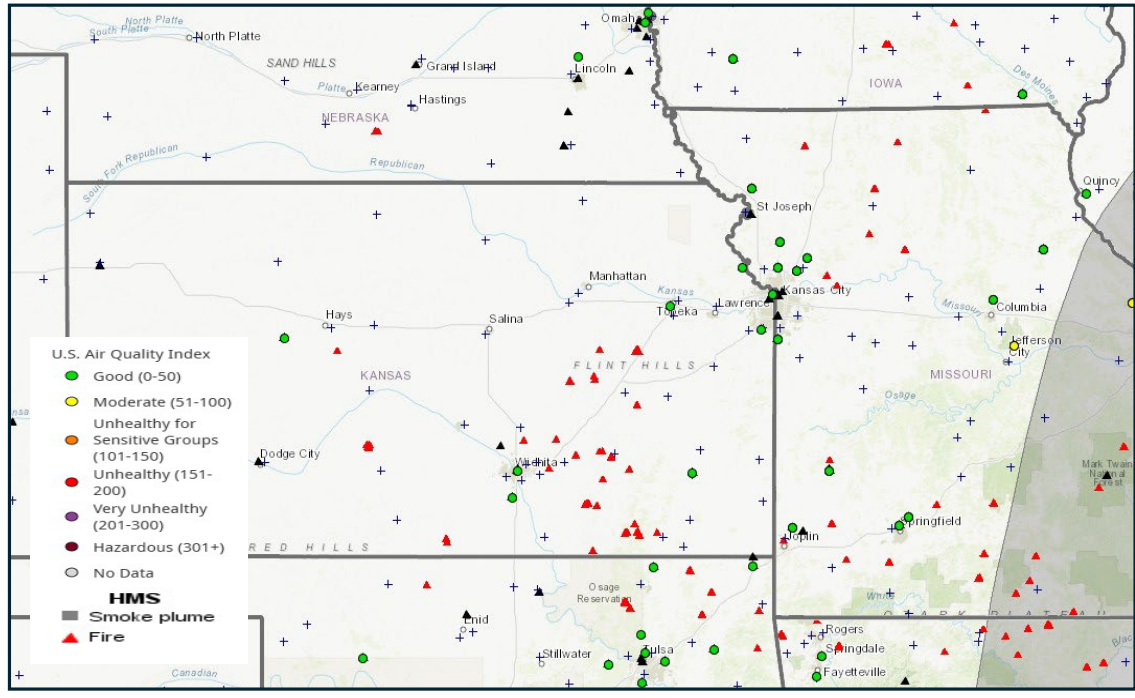 North Platte
South Platte
North Platte
Omaha
SAND HILLS
Grand Island
Lincoln
Platte
Kearney
Hastings
NEBRASKA
IOWA
Des Moines
South Fork Republican
Republican
Quincy
St Joseph
Manhattan
Kansas
Lawrence
Kansas City
Topeka
Missouri
Columbia
Hays
Salina
Jefferson
City
FLINT HILLS
KANSAS
MISSOURI
Osage
U.S. Air Quality Index
Good (0-50)
Moderate (51-100)
Unhealthy for
Sensitive Groups
(101-150)
Unhealthy (151-
200)
Very Unhealthy
(201-300)
Hazardous (301+)
No Data
HMS
Smoke plume
Fire
Dodge City
Wichita
Mark Twain
National
Forest
Springfield
Joplin
RED HILLS
Osage
Reservation
White
PLATEAU
Enid
Rogers
Stillwater
Tulsa
Springdale
Fayetteville
Canadian